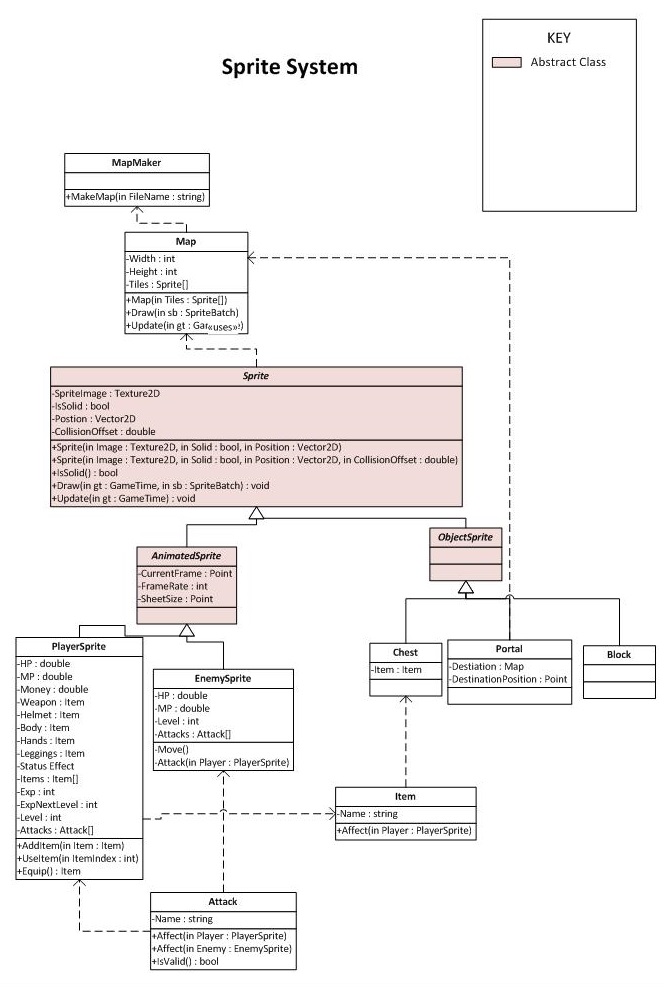 Sprite System
KEY
Abstract Class
MapMaker
+MakeMap(in FileName : string)
Map
-Width : int
-Height : int
-Tiles : Sprite[]
+Map(in Tiles : Sprite[])
+Draw(in sb : SpriteBatch)
+Update(in gt : Gar
«uses»
Sprite
-SpriteImage : Texture2D
-IsSolid : bool
-Postion : Vector2D
-CollisionOffset : double
+Sprite(in Image : Texture2D, in Solid : bool, in Position : Vector2D)
+Sprite(in Image : Texture2D, in Solid : bool, in Position : Vector2D, in CollisionOffset : double)
+IsSolid() : bool
+Draw(in gt : GameTime, in sb : SpriteBatch) : void
+Update(in gt : GameTime) : void
AnimatedSprite
-CurrentFrame : Point
-FrameRate : int
-SheetSize : Point
ObjectSprite
PlayerSprite
-HP : double
-MP : double
-Money : double
-Weapon : Item
-Helmet : Item
-Body : Item
-Hands : Item
-Leggings : Item
-Status Effect
-Items : Item[]
-Exp : int
-ExpNextLevel : int
-Level : int
-Attacks : Attack[]
+AddItem(in Item : Item)
+UseItem(in ItemIndex : int)
+Equip() : Item
EnemySprite
-HP : double
-MP : double
-Level : int
-Attacks : Attack[]
-Move()
-Attack(in Player : PlayerSprite)
Chest
-Item : Item
Portal
-Destiation : Map
-DestinationPosition : Point
Block
Item
-Name : string
+Affect(in Player : PlayerSprite)
Attack
-Name : string
+Affect(in Player : PlayerSprite)
+Affect(in Enemy : EnemySprite)
+IsValid() : bool